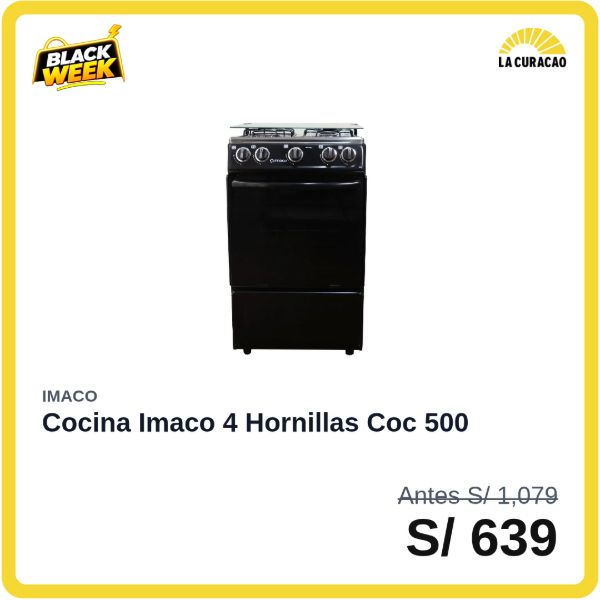 BLACK
WEEK
LA CURACAO
IMACO
Cocina Imaco 4 Hornillas Coc 500
Antes S/ 1,079
S/ 639